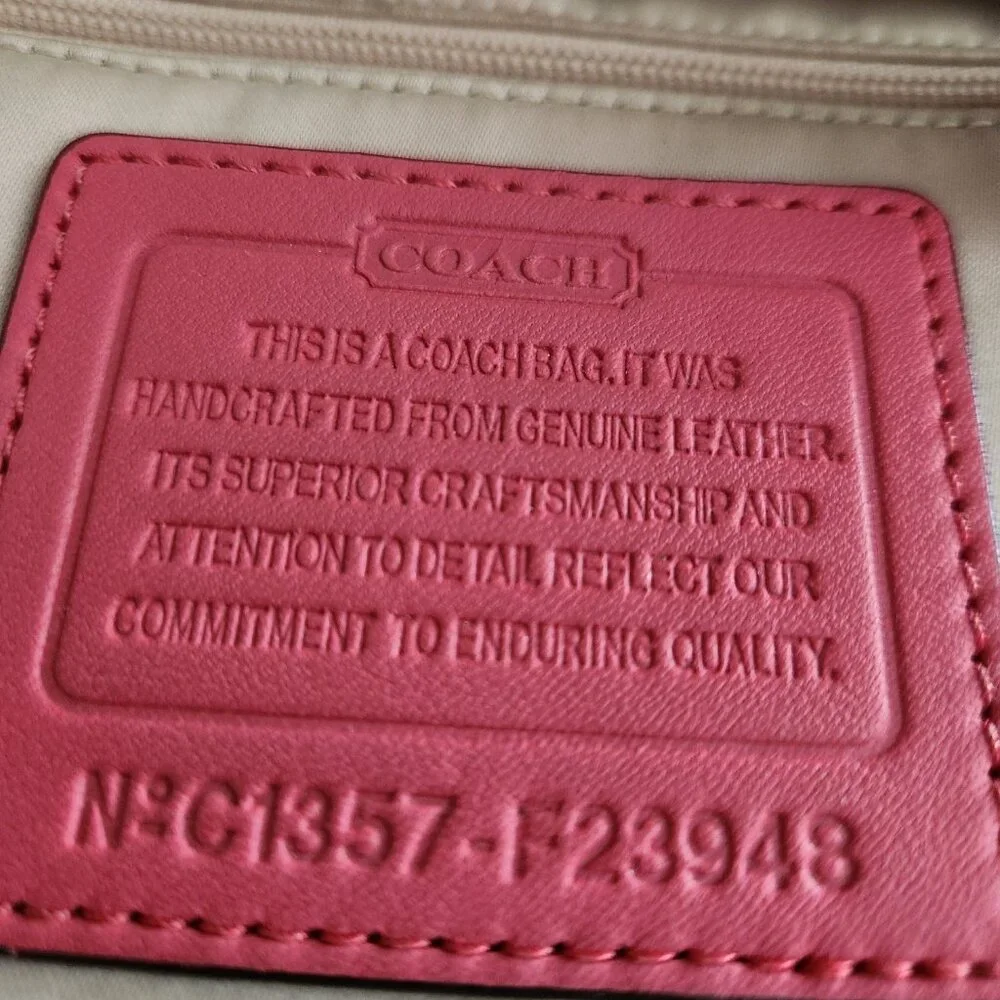 COACH
THIS IS A COACH BAG. IT WAS
HANDCRAFTED FROM GENUINE LEATHER.
ITS SUPERIOR CRAFTSMANSHIP AND
ATTENTION TO DETAIL REFLECT OUR
COMMITMENT TO ENDURING QUALITY.
Nº C1357-F23948